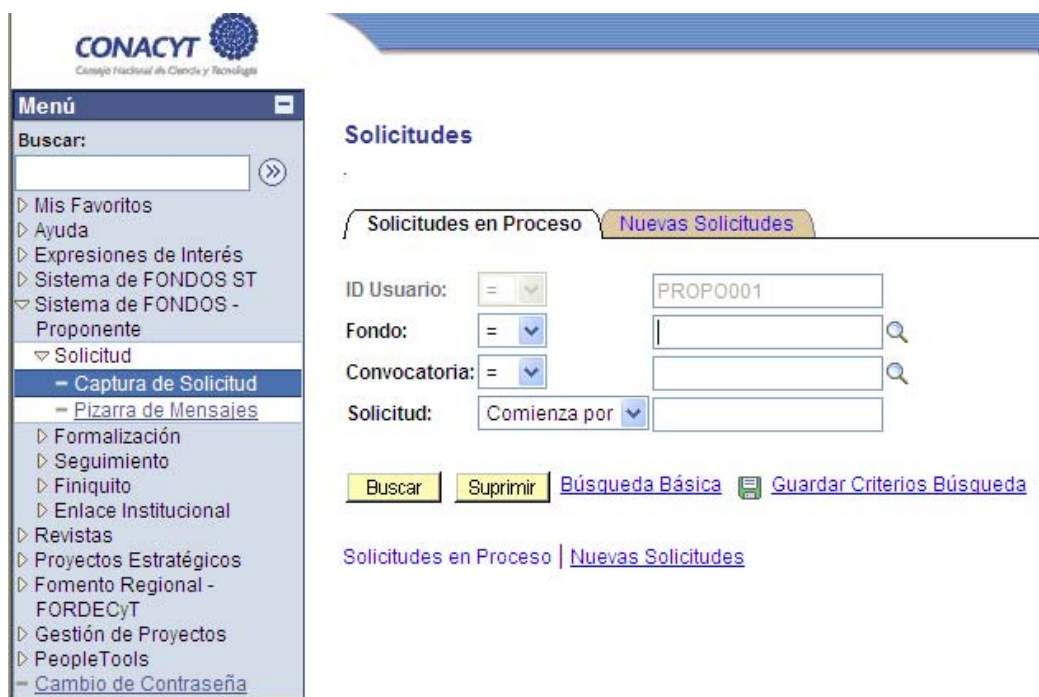 CONACYT
Consejo Nacional de Ciencia y Tecnología
Menú
Buscar:
Mis Favoritos
Ayuda
Expresiones de Interés
Sistema de FONDOS ST
Sistema de FONDOS -
Proponente
Solicitud
Captura de Solicitud
Pizarra de Mensajes
Formalización
Seguimiento
Finiquito
Enlace Institucional
Revistas
Proyectos Estratégicos
Fomento Regional -
FORDECyT
Gestión de Proyectos
PeopleTools
Cambio de Contraseña
Solicitudes
.
Solicitudes en Proceso Nuevas Solicitudes
ID Usuario: = PROPO001
Fondo: =
Convocatoria: =
Solicitud: Comienza por
Buscar Suprimir Búsqueda Básica Guardar Criterios Búsqueda
Solicitudes en Proceso | Nuevas Solicitudes